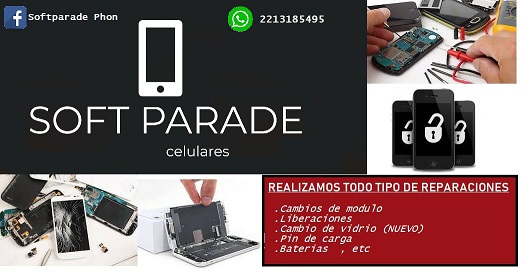 Softparade Phon
2213185495
SOFT PARADE
celulares
REALIZAMOS TODO TIPO DE REPARACIONES
.Cambios de modulo
.Liberaciones
.Cambio de vidrio (NUEVO)
.Pin de carga
.Baterias , etc